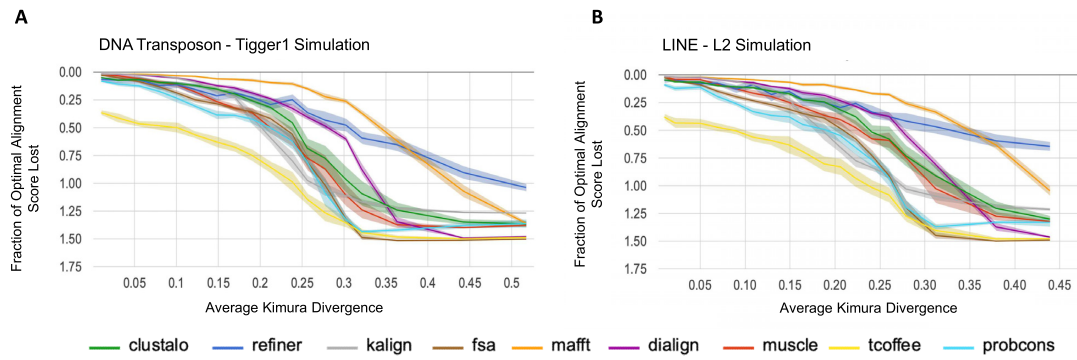 A
DNA Transposon - Tigger1 Simulation
Fraction of Optimal Alignment
Score Lost
0.00
0.25
0.50
0.75
1.00
1.25
1.50
1.75
0.05 0.1 0.15 0.2 0.25 0.3 0.35 0.4 0.45 0.5
Average Kimura Divergence
B
LINE - L2 Simulation
Fraction of Optimal Alignment
Score Lost
0.00
0.25
0.50
0.75
1.00
1.25
1.50
1.75
0.05 0.10 0.15 0.20 0.25 0.30 0.35 0.40 0.45
Average Kimura Divergence
clustalo refiner kalign fsa mafft dialign muscle tcoffee probcons